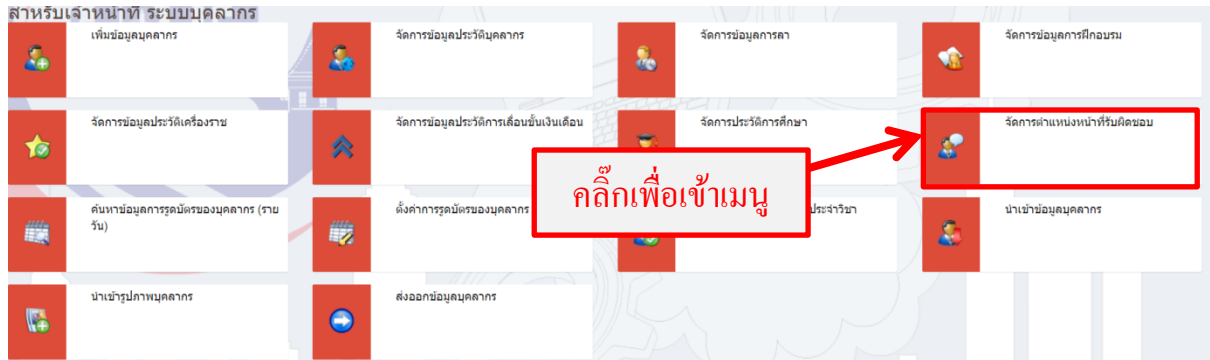 สำหรับเจ้าหน้าที่ ระบบบุคลากร
เพิ่มข้อมูลบุคลากร
จัดการข้อมูลประวัติบุคลากร
จัดการข้อมูลการลา
จัดการข้อมูลการฝึกอบรม
จัดการข้อมูลประวัติเครื่องราช
จัดการข้อมูลประวัติการเลื่อนขั้นเงินเดือน
จัดการประวัติการศึกษา
จัดการตำแหน่งหน้าที่รับผิดชอบ
คลิ๊กเพื่อเข้าเมนู
ค้นหาข้อมูลการรูดบัตรของบุคลากร (ราย
วัน)
ตั้งค่าการรูดบัตรของบุคลากร
ประจำวิชา
นำเข้าข้อมูลบุคลากร
นำเข้ารูปภาพบุคลากร
ส่งออกข้อมูลบุคลากร